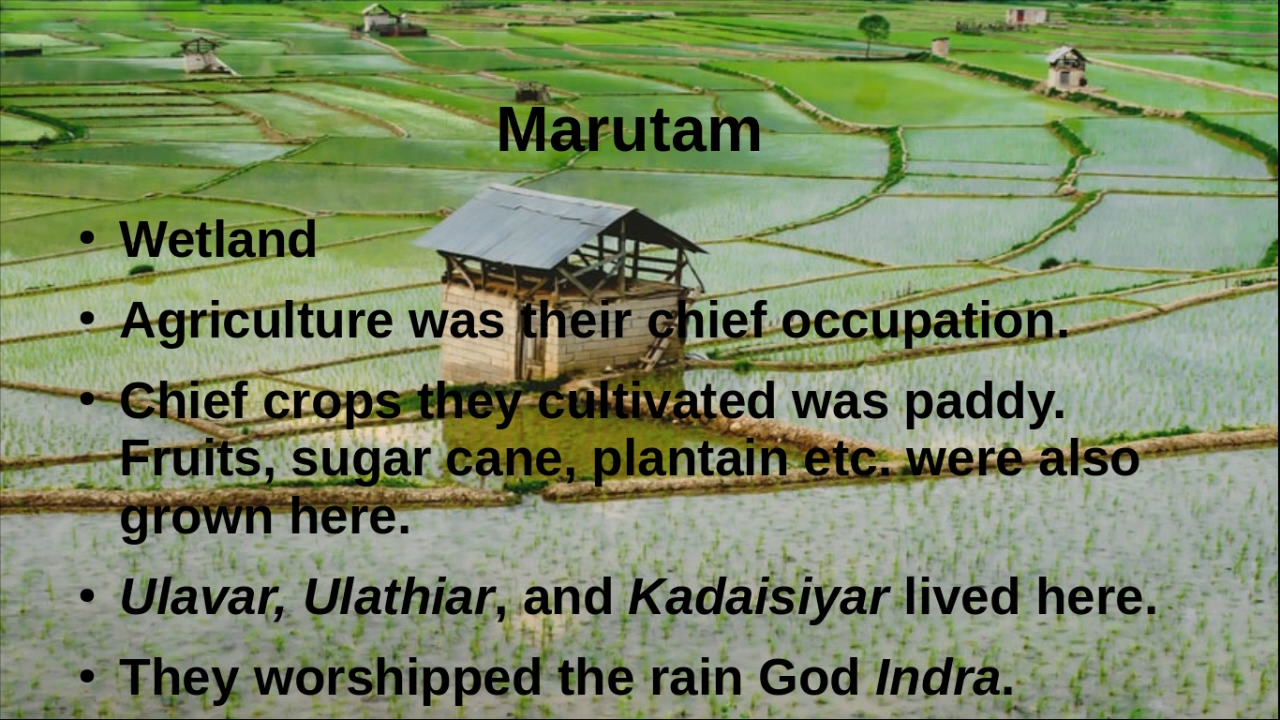 Marutam
• Wetland
• Agriculture was their chief occupation.
• Chief crops they cultivated was paddy.
Fruits, sugar cane, plantain etc. were also
grown here.
• Ulavar, Ulathiar, and Kadaisiyar lived here.
• They worshipped the rain God Indra.